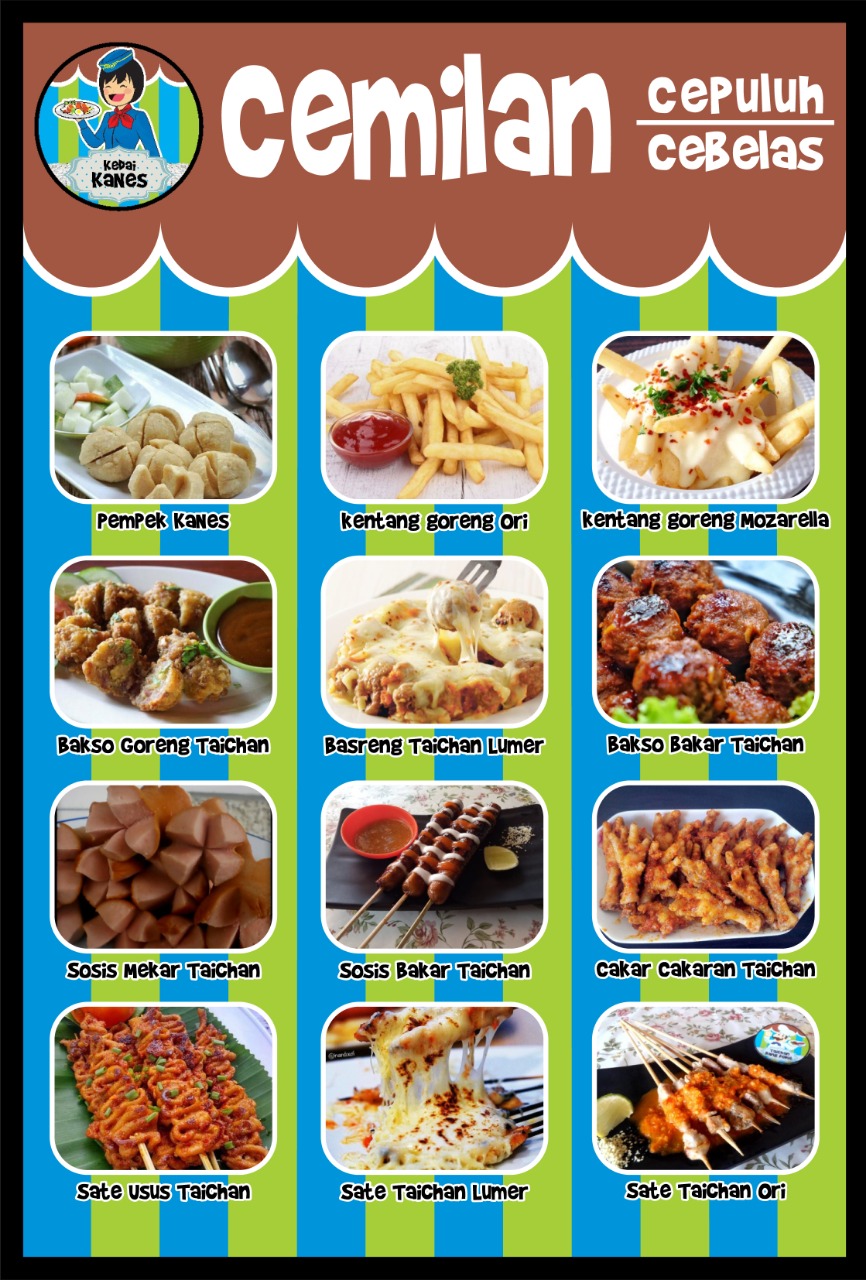 Kedai
Kanes
Cemilan
Cepuluh
Cebelas
Pempek Kanes
Kentang Goreng Ori
Kentang Goreng Mozarella
Bakso Goreng Taichan
Basreng Taichan Lumer
Bakso Bakar Taichan
Sosis Mekar Taichan
Sosis Bakar Taichan
Cakar Cakaran Taichan
Sate Usus Taichan
Sate Taichan Lumer
Sate Taichan Ori